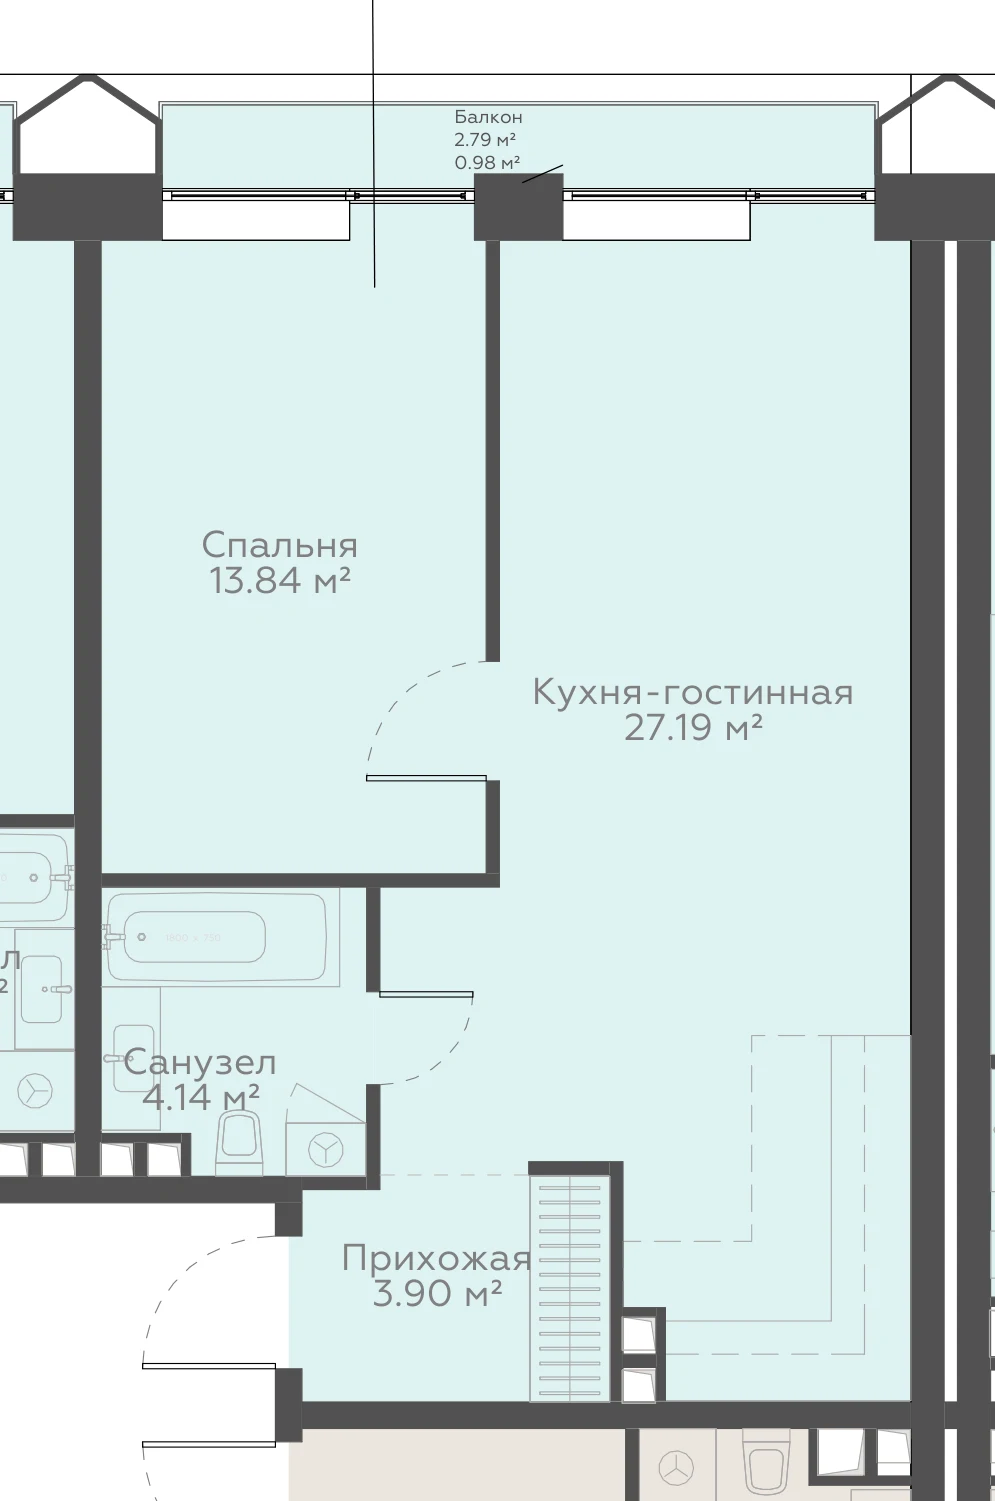 Балкон
2.79 м²
0.98 м²
Спальня
13.84 м²
Кухня-гостинная
27.19 м²
л
²
Санузел
4.14 м²
Прихожая
3.90 м²